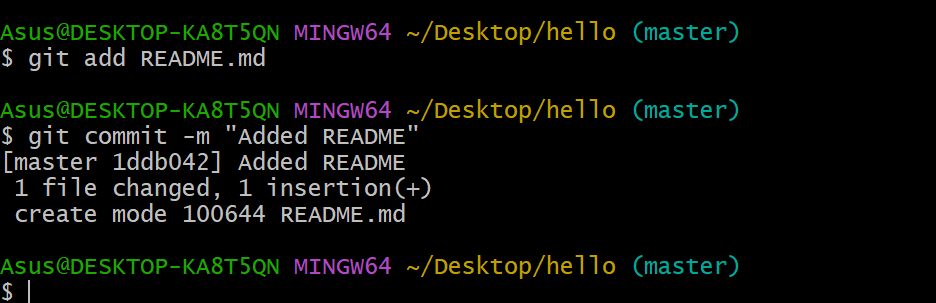 Asus@DESKTOP-KA8T5QN MINGW64 ~/Desktop/hello (master)
$ git add README.md
Asus@DESKTOP-KA8T5QN MINGW64 ~/Desktop/hello (master)
$ git commit -m "Added README"
[master 1ddb042] Added README
 1 file changed, 1 insertion(+)
 create mode 100644 README.md
Asus@DESKTOP-KA8T5QN MINGW64 ~/Desktop/hello (master)
$